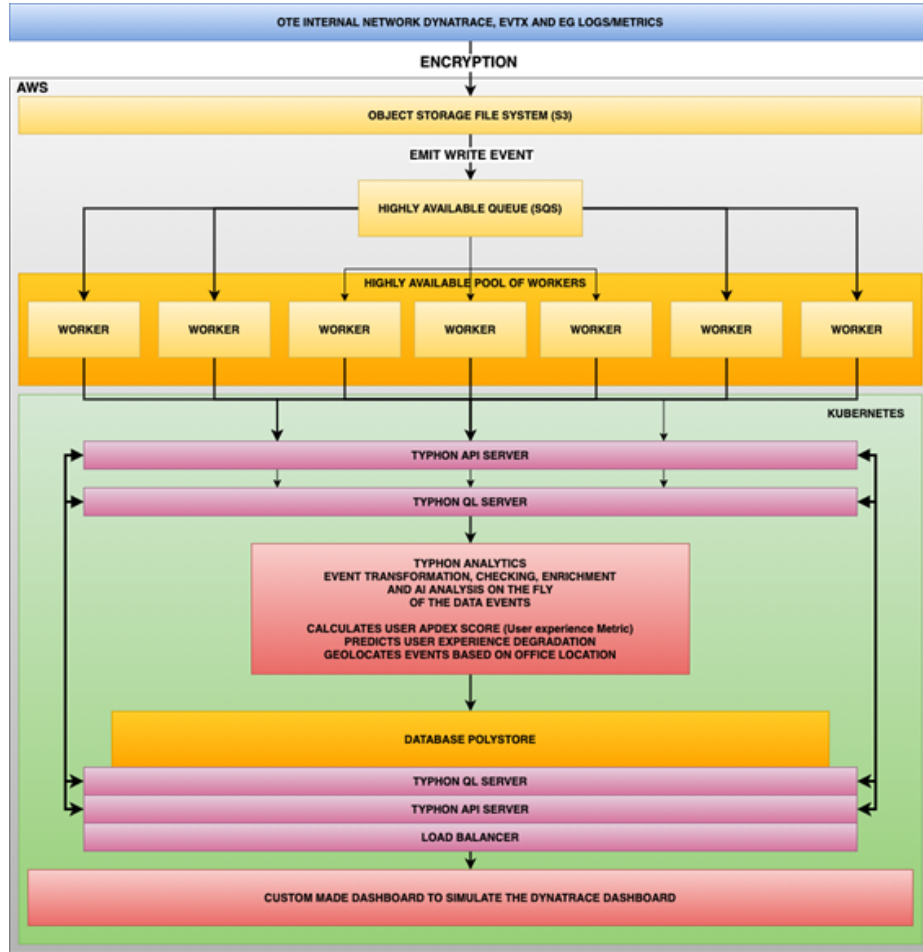 OTE INTERNAL NETWORK DYNATRACE, EVTX AND EG LOGS/METRICS
ENCRYPTION
AWS
OBJECT STORAGE FILE SYSTEM (S3)
EMIT WRITE EVENT
HIGHLY AVAILABLE QUEUE (SQS)
HIGHLY AVAILABLE POOL OF WORKERS
WORKER
WORKER
WORKER
WORKER
WORKER
WORKER
WORKER
KUBERNETES
TYPHON API SERVER
TYPHON QL SERVER
TYPHON ANALYTICS
EVENT TRANSFORMATION, CHECKING, ENRICHMENT
AND AI ANALYSIS ON THE FLY
OF THE DATA EVENTS
CALCULATES USER APDEX SCORE (User experience Metric)
PREDICTS USER EXPERIENCE DEGRADATION
GEOLOCATES EVENTS BASED ON OFFICE LOCATION
DATABASE POLYSTORE
TYPHON QL SERVER
TYPHON API SERVER
LOAD BALANCER
CUSTOM MADE DASHBOARD TO SIMULATE THE DYNATRACE DASHBOARD